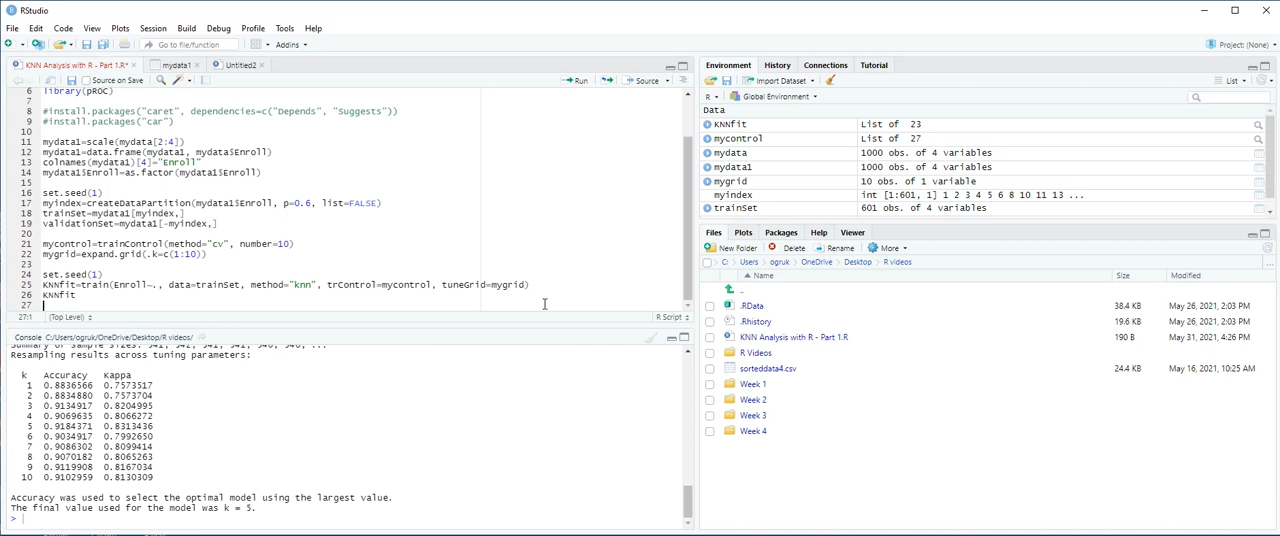 RStudio
File Edit Code View Plots Session Build Debug Profile Tools Help
Go to file/function Addins Project: (None)
KNN Analysis with R - Part 1.R* mydata1 Untitled2
Source on Save Run Source
6 library(pROC)
7
8 #install.packages("caret", dependencies=c("Depends", "Suggests"))
9 #install.packages("car")
10
11 mydata1=scale(mydata[2:4])
12 mydata1=data.frame(mydata1, mydata$Enroll)
13 colnames(mydata1)[4]="Enroll"
14 mydata1$Enroll=as.factor(mydata1$Enroll)
15
16 set.seed(1)
17 myindex=createDataPartition(mydata1$Enroll, p=0.6, list=FALSE)
18 trainSet=mydata1[myindex,]
19 validationSet=mydata1[-myindex,]
20
21 mycontrol=trainControl(method="cv", number=10)
22 mygrid=expand.grid(.k=c(1:10))
23
24 set.seed(1)
25 KNNfit=train(Enroll~., data=trainSet, method="knn", trControl=mycontrol, tuneGrid=mygrid)
26 KNNfit
27
27:1 (Top Level) R Script
Console C:/Users/ogruk/OneDrive/Desktop/R videos/
Summary of sample sizes: 541, 542, 541, 541, 540, 540, ...
Resampling results across tuning parameters:
k Accuracy Kappa
1 0.8836566 0.7573517
2 0.8834880 0.7573704
3 0.9134917 0.8204995
4 0.9069635 0.8066272
5 0.9184371 0.8313436
6 0.9034917 0.7992650
7 0.9086302 0.8099414
8 0.9070182 0.8065263
9 0.9119908 0.8167034
10 0.9102959 0.8130309
Accuracy was used to select the optimal model using the largest value.
The final value used for the model was k = 5.
>
Environment History Connections Tutorial
Import Dataset List
R Global Environment
Data
KNNfit List of 23
mycontrol List of 27
mydata 1000 obs. of 4 variables
mydata1 1000 obs. of 4 variables
mygrid 10 obs. of 1 variable
myindex int [1:601, 1] 1 2 3 4 5 6 8 10 11 13 ...
trainSet 601 obs. of 4 variables
Files Plots Packages Help Viewer
New Folder Delete Rename More
C: Users ogruk OneDrive Desktop R videos ...
Name Size Modified
..
.RData 38.4 KB May 26, 2021, 2:03 PM
.Rhistory 19.6 KB May 26, 2021, 2:03 PM
KNN Analysis with R - Part 1.R 190 B May 31, 2021, 4:26 PM
R Videos
sorteddata4.csv 24.4 KB May 16, 2021, 10:25 AM
Week 1
Week 2
Week 3
Week 4